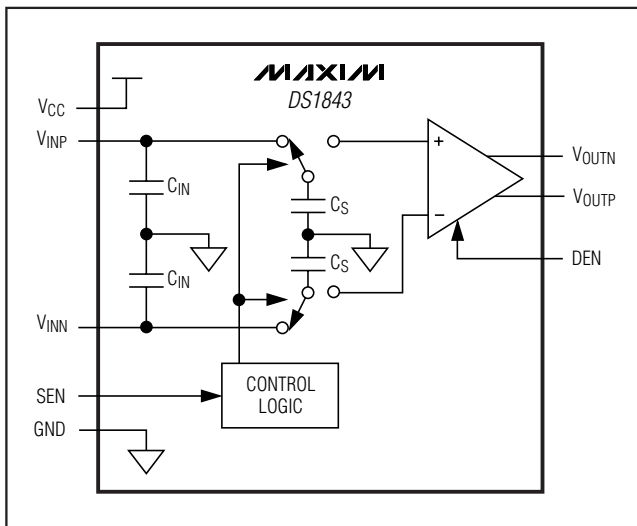 MAXIM
DS1843
VCC
VINP
CIN
CS
+
VOUTN
VOUTP
CS
−
CIN
DEN
VINN
SEN
CONTROL
LOGIC
GND